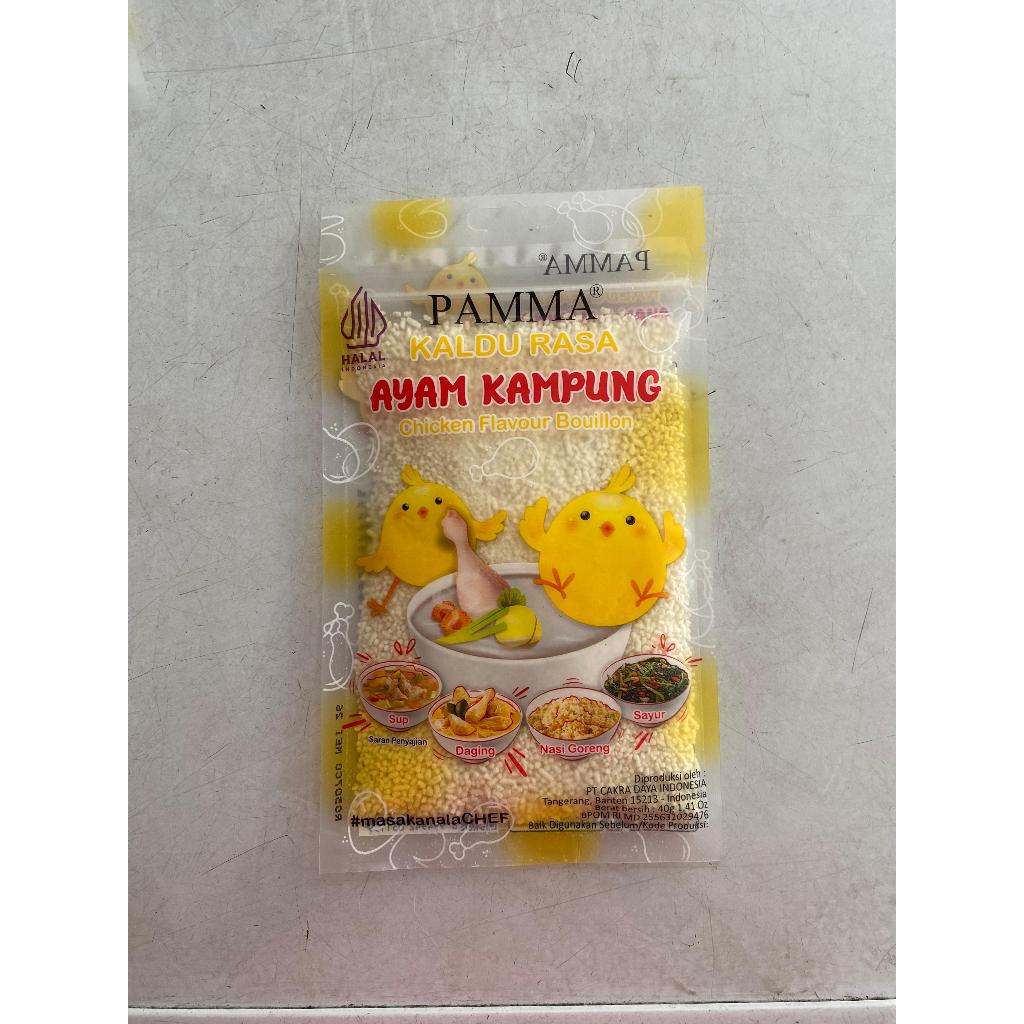 PAMMA®
PAMMA®
HALAL
INDONESIA
KALDU RASA
AYAM KAMPUNG
Chicken Flavour Bouillon
Sup
Daging
Nasi Goreng
Sayur
Saran Penyajian
Diproduksi oleh :
PT CAKRA DAYA INDONESIA
Tangerang, Banten 15213 - Indonesia
Berat bersih : 40g 1.41 Oz
BPOM RI MD 255632029476
Baik Digunakan Sebelum/Kode Produksi:
#masakanalaCHEF